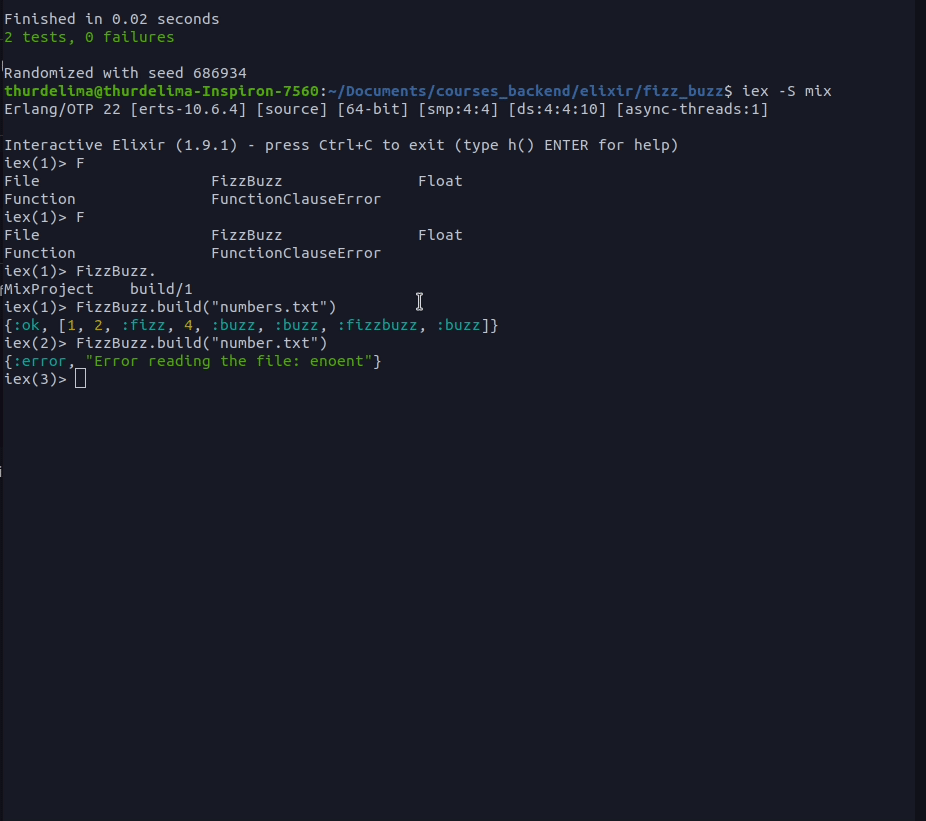 Finished in 0.02 seconds
2 tests, 0 failures
Randomized with seed 686934
thurdelima@thurdelima-Inspiron-7560:~/Documents/courses_backend/elixir/fizz_buzz$ iex -S mix
Erlang/OTP 22 [erts-10.6.4] [source] [64-bit] [smp:4:4] [ds:4:4:10] [async-threads:1]
Interactive Elixir (1.9.1) - press Ctrl+C to exit (type h() ENTER for help)
iex(1)> F
File FizzBuzz Float
Function FunctionClauseError
iex(1)> F
File FizzBuzz Float
Function FunctionClauseError
iex(1)> FizzBuzz.
MixProject build/1
iex(1)> FizzBuzz.build("numbers.txt")
{:ok, [1, 2, :fizz, 4, :buzz, :buzz, :fizzbuzz, :buzz]}
iex(2)> FizzBuzz.build("number.txt")
{:error, "Error reading the file: enoent"}
iex(3)>